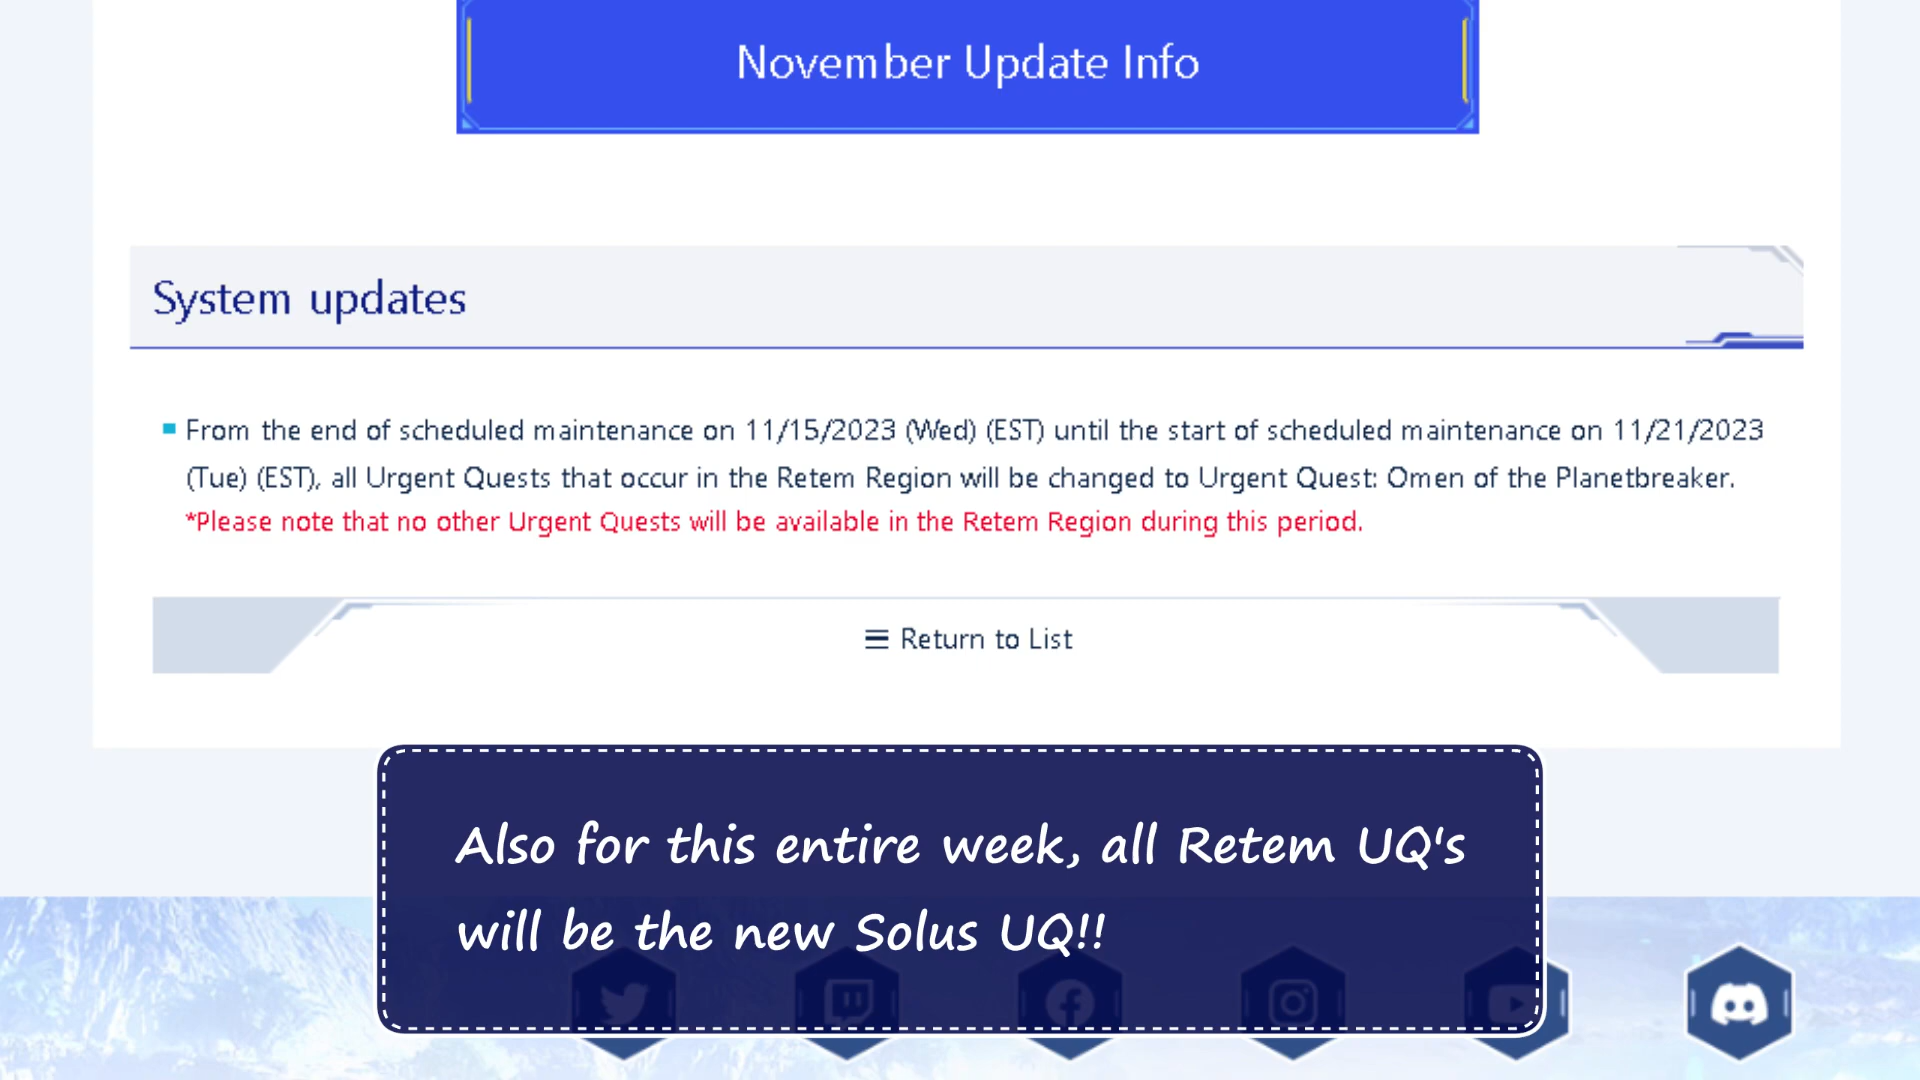 November Update Info
System updates
From the end of scheduled maintenance on 11/15/2023 (Wed) (EST) until the start of scheduled maintenance on 11/21/2023
(Tue) (EST), all Urgent Quests that occur in the Retem Region will be changed to Urgent Quest: Omen of the Planetbreaker.
*Please note that no other Urgent Quests will be available in the Retem Region during this period.
Return to List
Also for this entire week, all Retem UQ's
will be the new Solus UQ!!